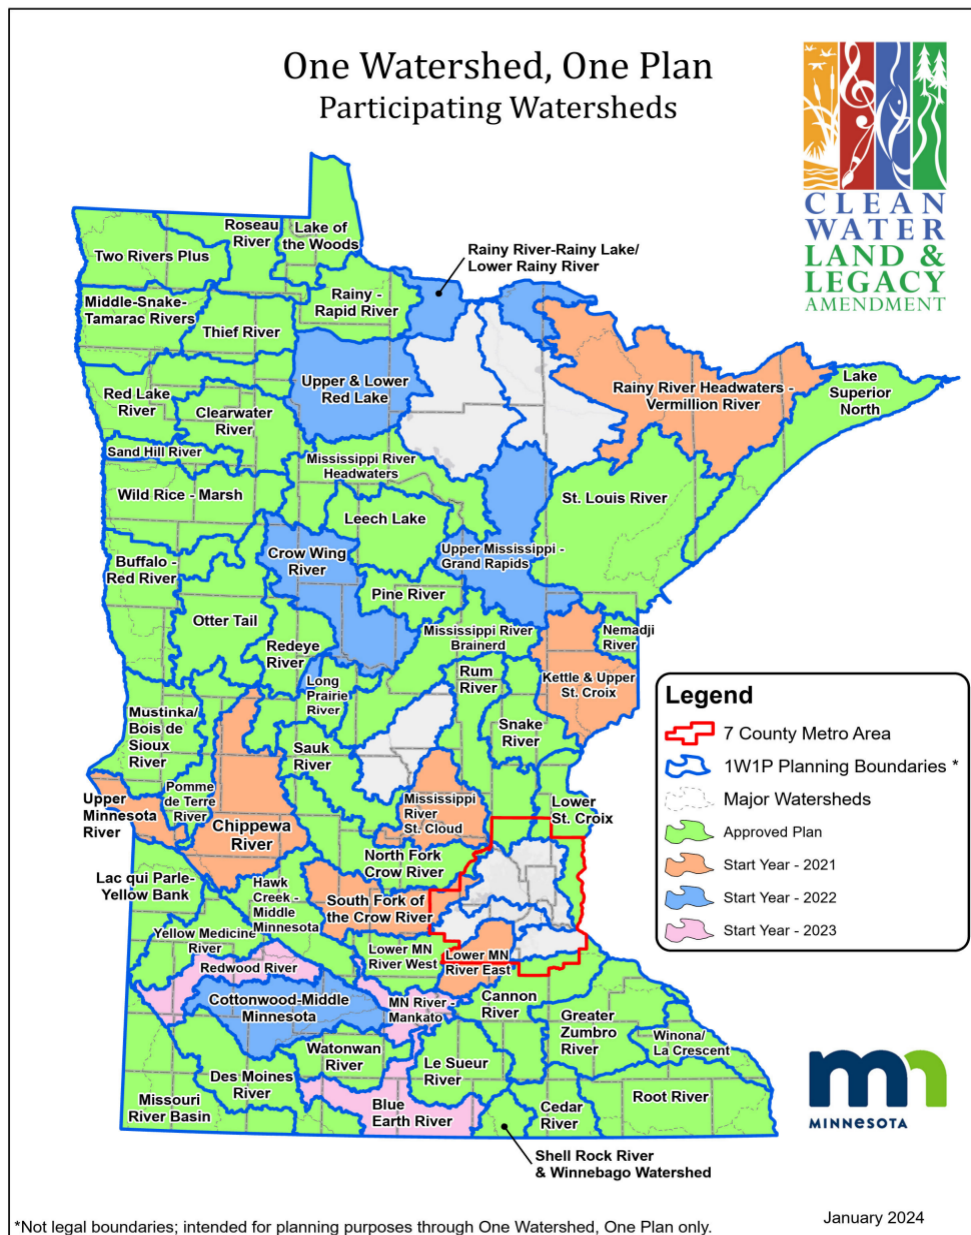 One Watershed, One Plan
Participating Watersheds
CLEAN
WATER
LAND &
LEGACY
AMENDMENT
Roseau
River
Lake of
the Woods
Two Rivers Plus
Rainy River-Rainy Lake/
Lower Rainy River
Middle-Snake-
Tamarac Rivers
Rainy -
Rapid River
Thief River
Upper & Lower
Red Lake
Rainy River Headwaters -
Vermillion River
Lake
Superior
North
Red Lake
River
Clearwater
River
Sand Hill River
Mississippi River
Headwaters
Wild Rice - Marsh
St. Louis River
Leech Lake
Buffalo -
Red River
Crow Wing
River
Upper Mississippi -
Grand Rapids
Pine River
Otter Tail
Redeye
River
Mississippi River
Brainerd
Nemadji
River
Long
Prairie
River
Rum
River
Kettle & Upper
St. Croix
Mustinka/
Bois de
Sioux
River
Sauk
River
Snake
River
Pomme
de Terre
River
Upper
Minnesota
River
Chippewa
River
Mississippi
River
St. Cloud
Lower
St. Croix
North Fork
Crow River
Lac qui Parle-
Yellow Bank
Hawk
Creek -
Middle
Minnesota
South Fork of
the Crow River
Yellow Medicine
River
Lower MN
River West
Lower MN
River East
Redwood River
Cottonwood-Middle
Minnesota
MN River -
Mankato
Cannon
River
Greater
Zumbro
River
Winona/
La Crescent
Watonwan
River
Le Sueur
River
Des Moines
River
Missouri
River Basin
Blue
Earth River
Cedar
River
Root River
Shell Rock River
& Winnebago Watershed
Legend
7 County Metro Area
1W1P Planning Boundaries *
Major Watersheds
Approved Plan
Start Year - 2021
Start Year - 2022
Start Year - 2023
mn
MINNESOTA
January 2024
*Not legal boundaries; intended for planning purposes through One Watershed, One Plan only.